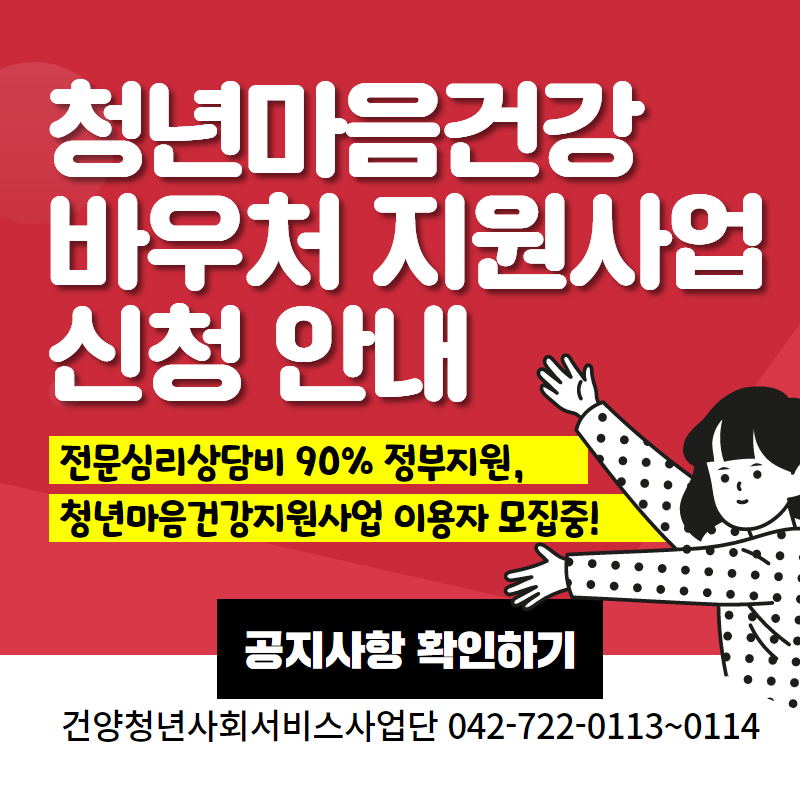 청년마음건강
바우처 지원사업
신청 안내
전문심리상담비 90% 정부지원,
청년마음건강지원사업 이용자 모집중!
공지사항 확인하기
건양청년사회서비스사업단 042-722-0113~0114